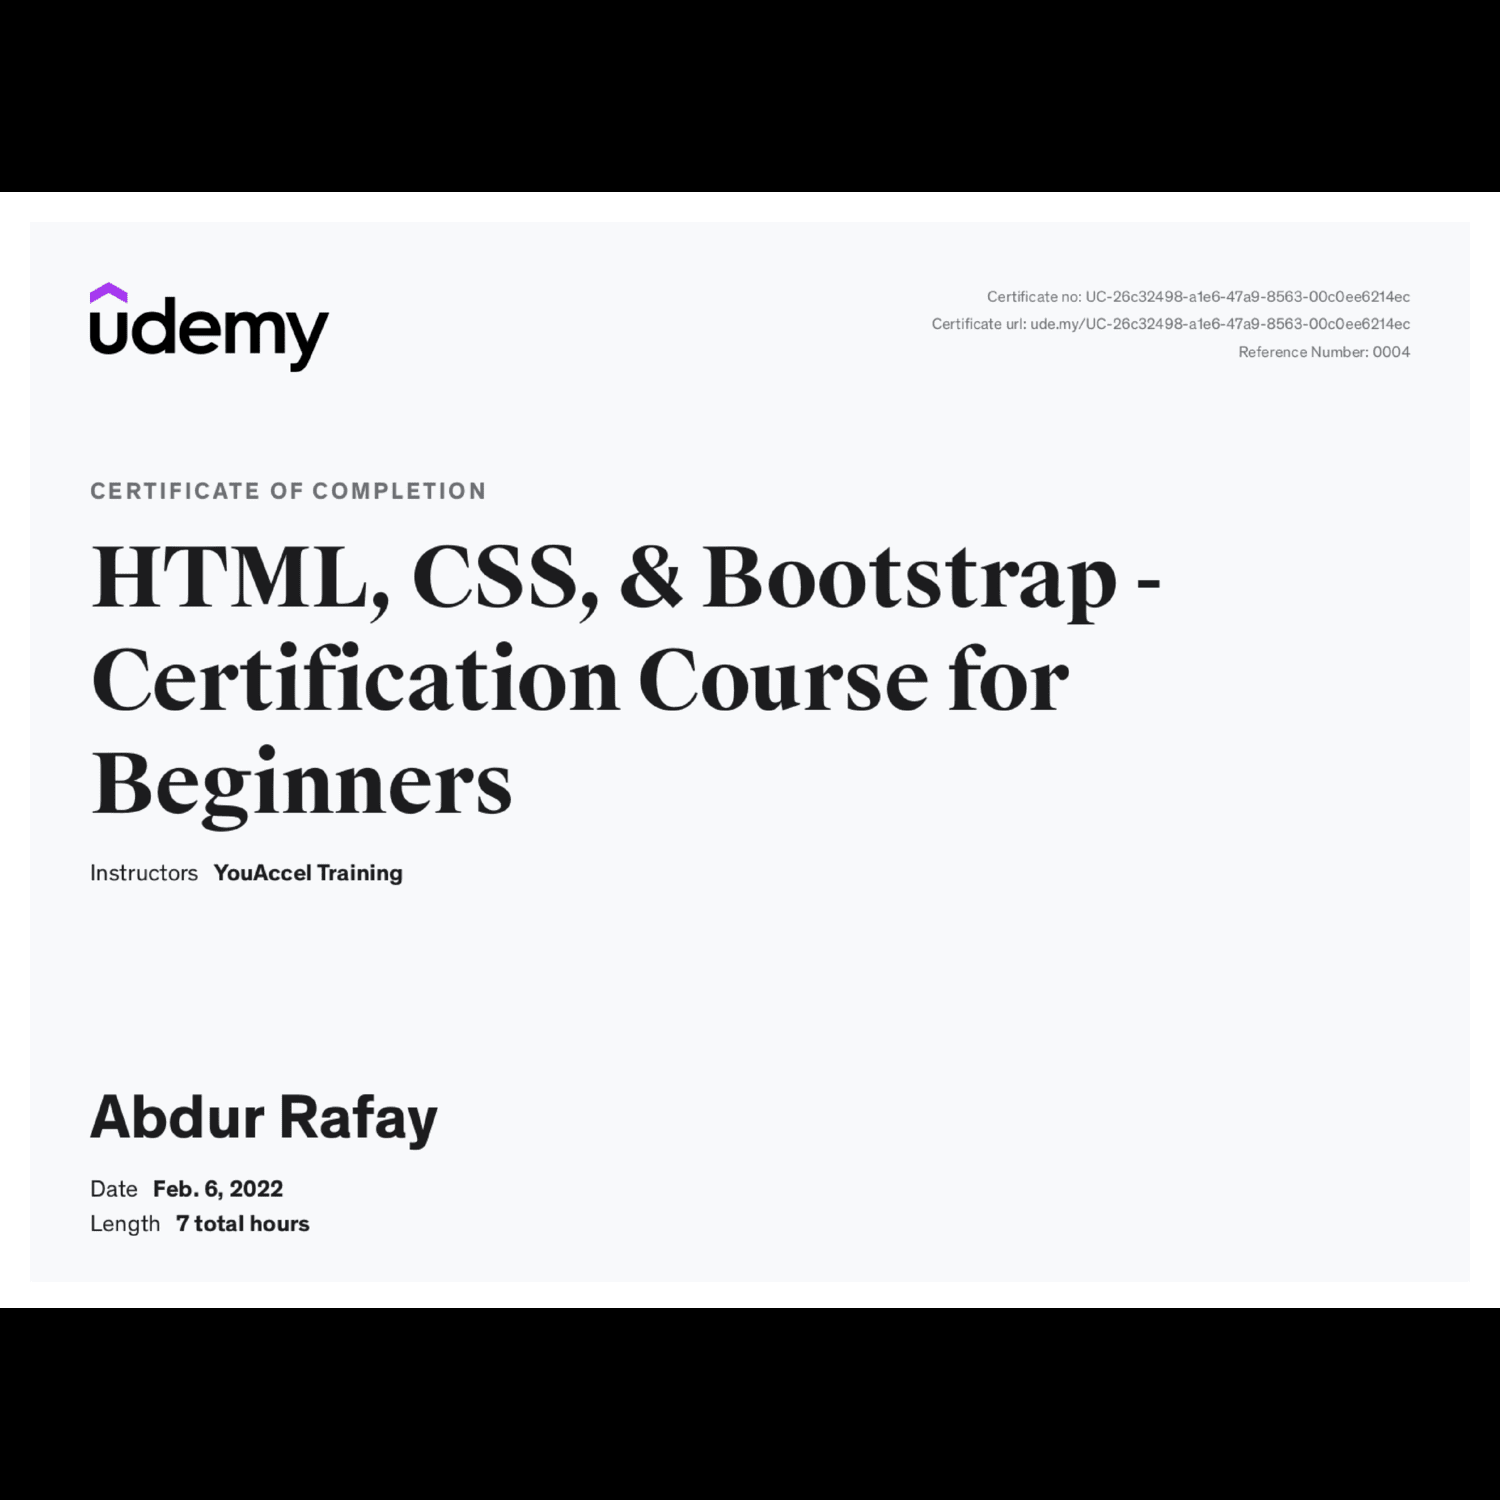 udemy
Certificate no: UC-26c32498-a1e6-47a9-8563-00c0ee6214ec
Certificate url: ude.my/UC-26c32498-a1e6-47a9-8563-00c0ee6214ec
Reference Number: 0004
CERTIFICATE OF COMPLETION
HTML, CSS, & Bootstrap -
Certification Course for
Beginners
Instructors YouAccel Training
Abdur Rafay
Date Feb. 6, 2022
Length 7 total hours